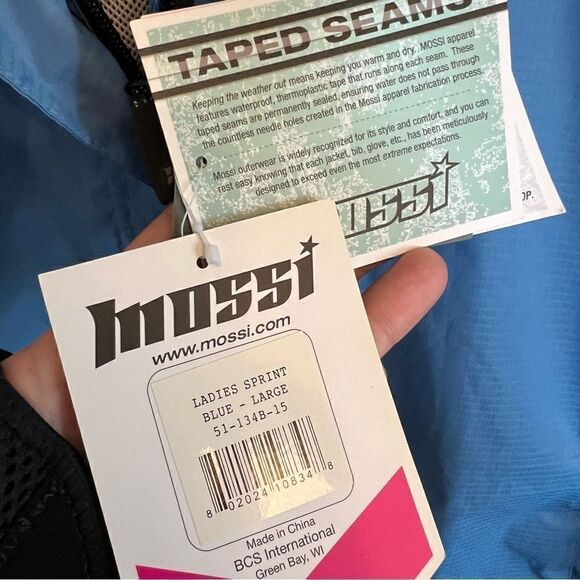 TAPED SEAMS
Keeping the weather out means keeping you warm and dry. MOSSI apparel
features waterproof, thermoplastic tape that runs along each seam. These
taped seams are permanently sealed, ensuring water does not pass through
the countless needle holes created in the Mossi apparel fabrication process.
Mossi outerwear is widely recognized for its style and comfort, and you can
rest easy knowing that each jacket, bib, glove, etc., has been meticulously
designed to exceed even the most extreme expectations.
mossi
OP.
mossi
www.mossi.com
LADIES SPRINT
BLUE - LARGE
51-134B-15
8 02024 10834 8
Made in China
BCS International
Green Bay, WI